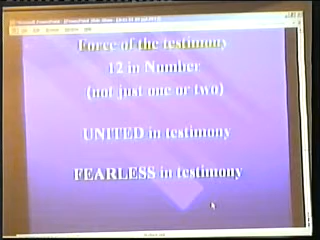 Force of the testimony
12 in Number
(not just one or two)
UNITED in testimony
FEARLESS in testimony